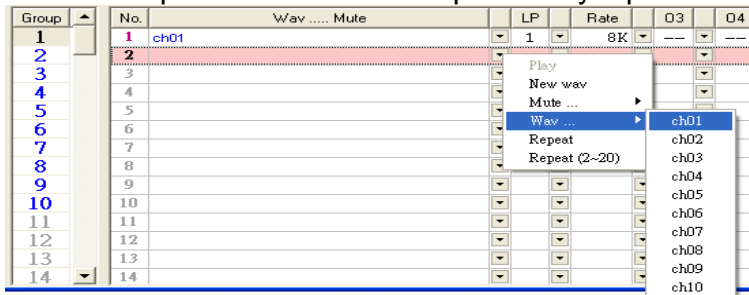 Group No. Wav ..... Mute LP Rate O3 O4
1 1 ch01 1 8K -- --
2 2
3 3 Play
4 4 New wav
5 5 Mute ...
6 6 Wav ... ch01
7 7 Repeat ch02
8 8 Repeat (2~20) ch03
9 9 ch04
10 10 ch05
11 11 ch06
12 12 ch07
13 13 ch08
14 14 ch09
ch10